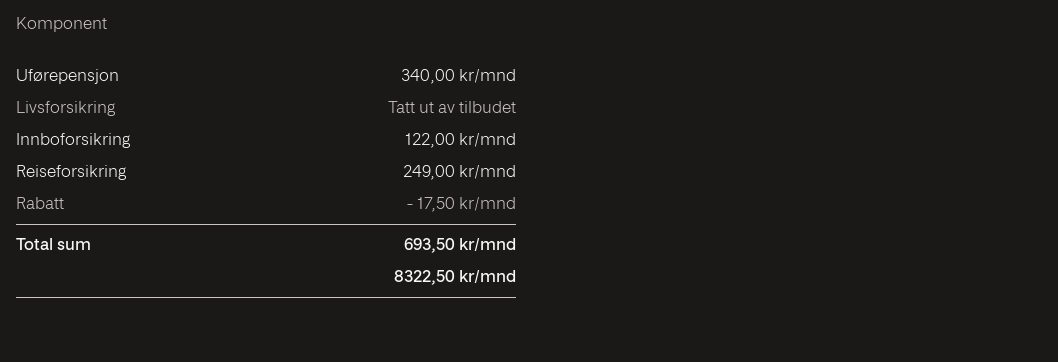 Komponent
Uførepensjon 340,00 kr/mnd
Livsforsikring Tatt ut av tilbudet
Innboforsikring 122,00 kr/mnd
Reiseforsikring 249,00 kr/mnd
Rabatt - 17,50 kr/mnd
Total sum 693,50 kr/mnd
8322,50 kr/mnd